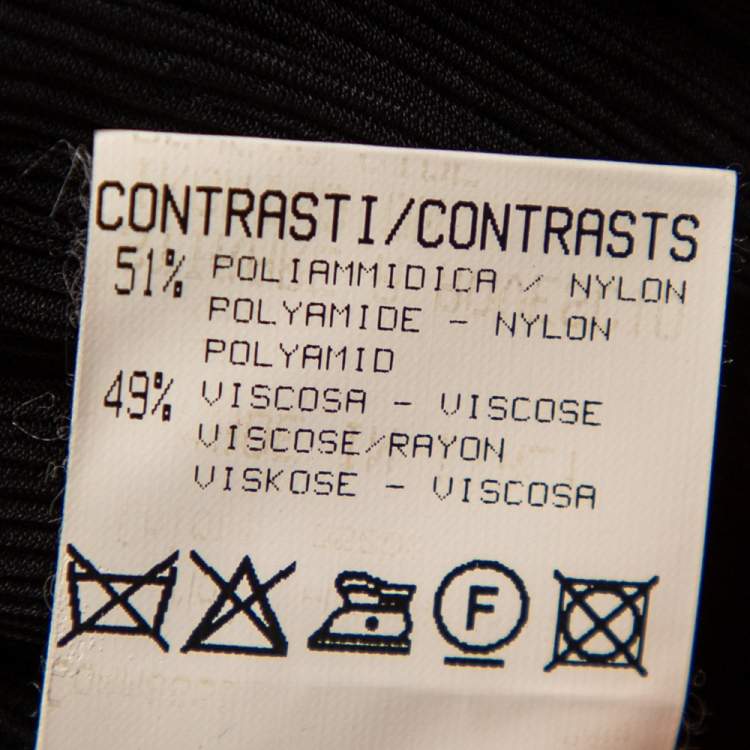 CONTRASTI/CONTRASTS
51% POLIAMMIDICA / NYLON
POLYAMIDE - NYLON
POLYAMID
49% VISCOSA - VISCOSE
VISCOSE/RAYON
VISKOSE - VISCOSA
F